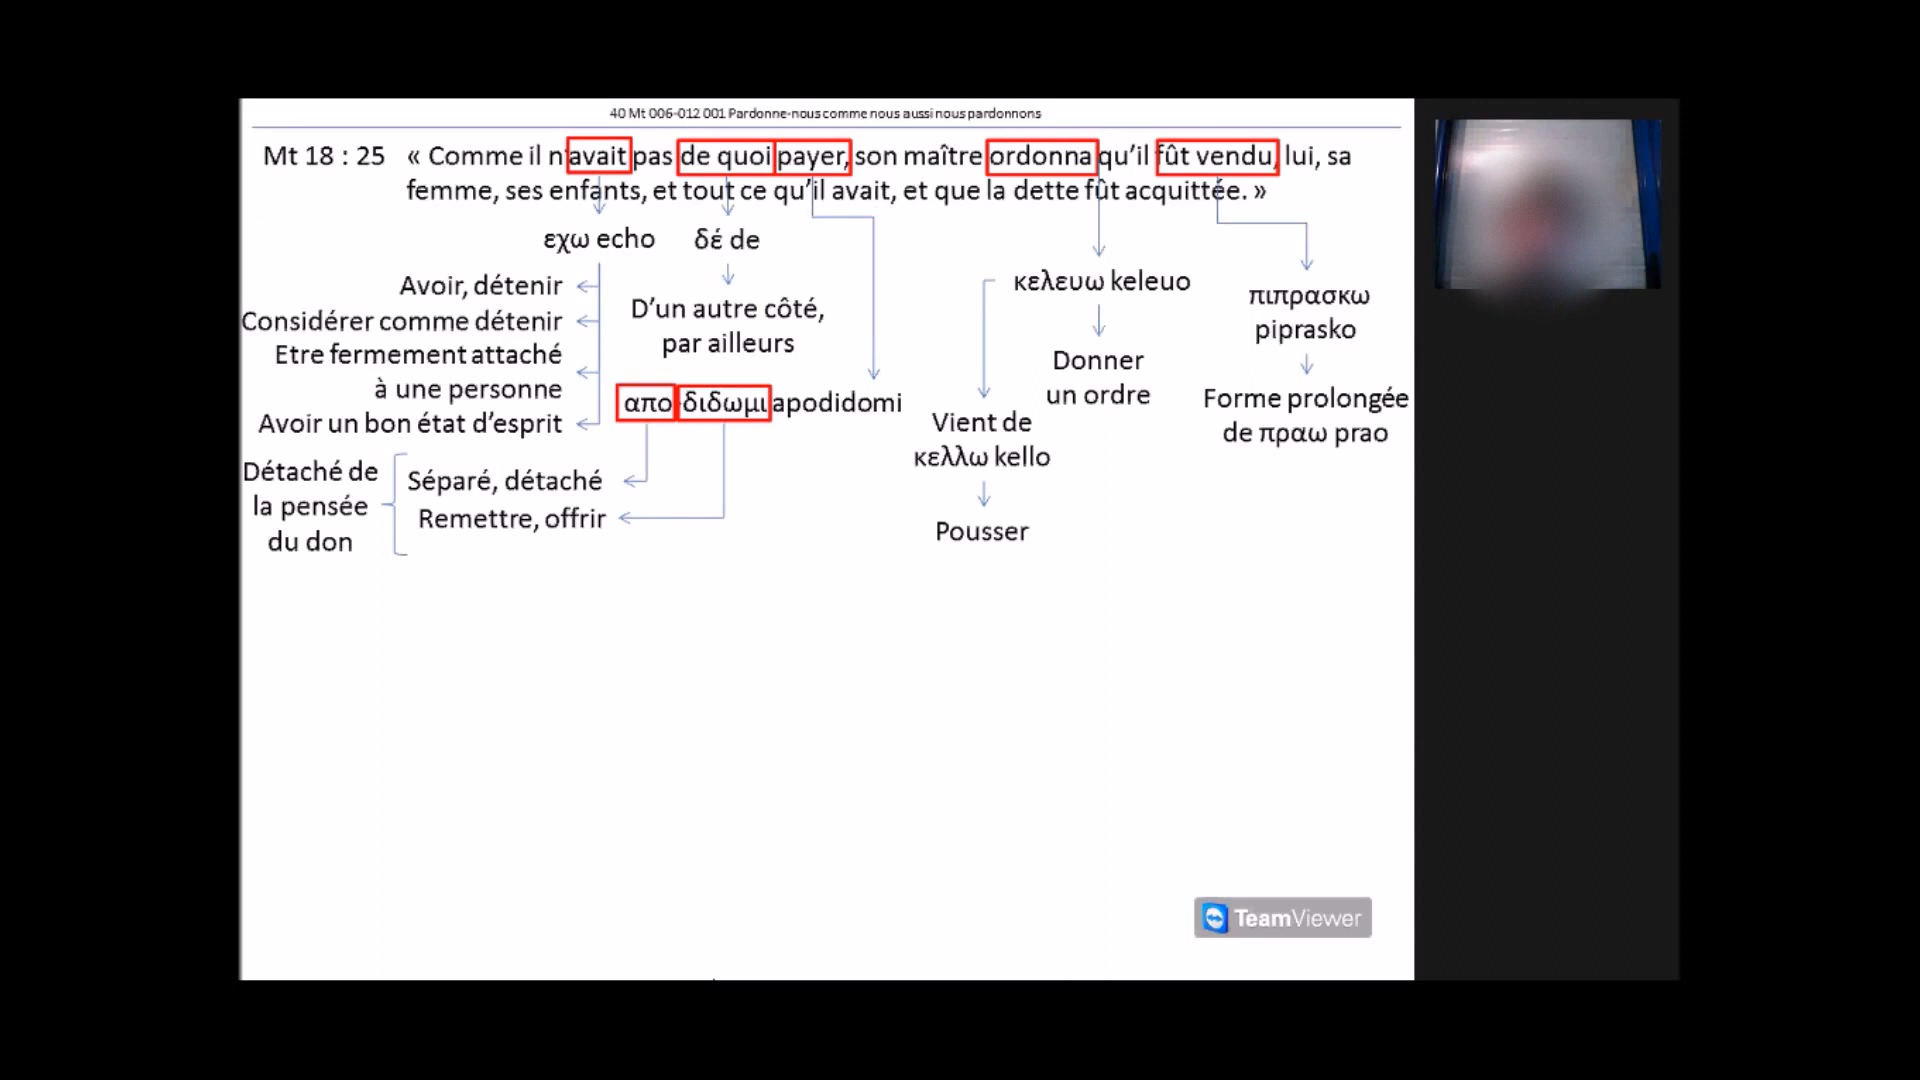 40 Mt 006-012 001 Pardonne-nous comme nous aussi nous pardonnons
Mt 18 : 25 « Comme il n'avait pas de quoi payer, son maître ordonna qu'il fût vendu, lui, sa
femme, ses enfants, et tout ce qu'il avait, et que la dette fût acquittée. »
εχω echo
Avoir, détenir
Considérer comme détenir
Etre fermement attaché
à une personne
Avoir un bon état d'esprit
δέ de
D'un autre côté,
par ailleurs
απο διδωμι apodidomi
Séparé, détaché
Remettre, offrir
Détaché de
la pensée
du don
κελευω keleuo
Donner
un ordre
Vient de
κελλω kello
Pousser
πιπρασκω
piprasko
Forme prolongée
de πραω prao
TeamViewer